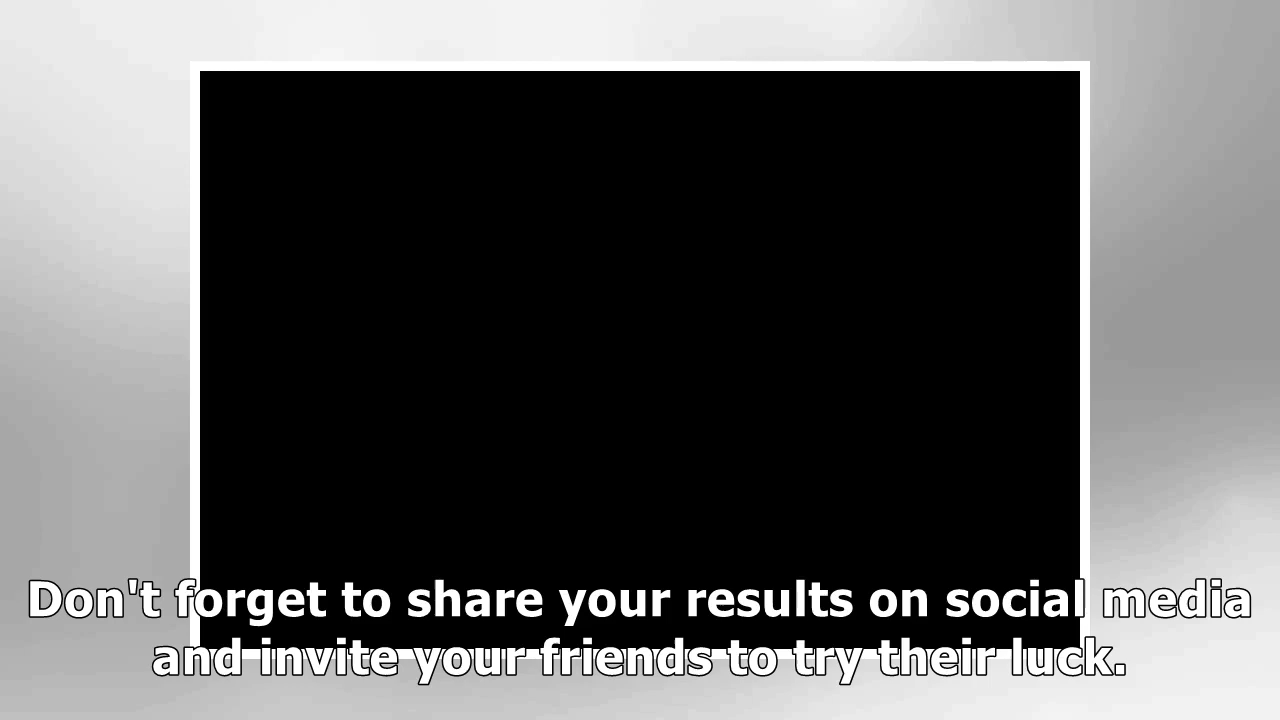 Don't forget to share your results on social media
and invite your friends to try their luck.